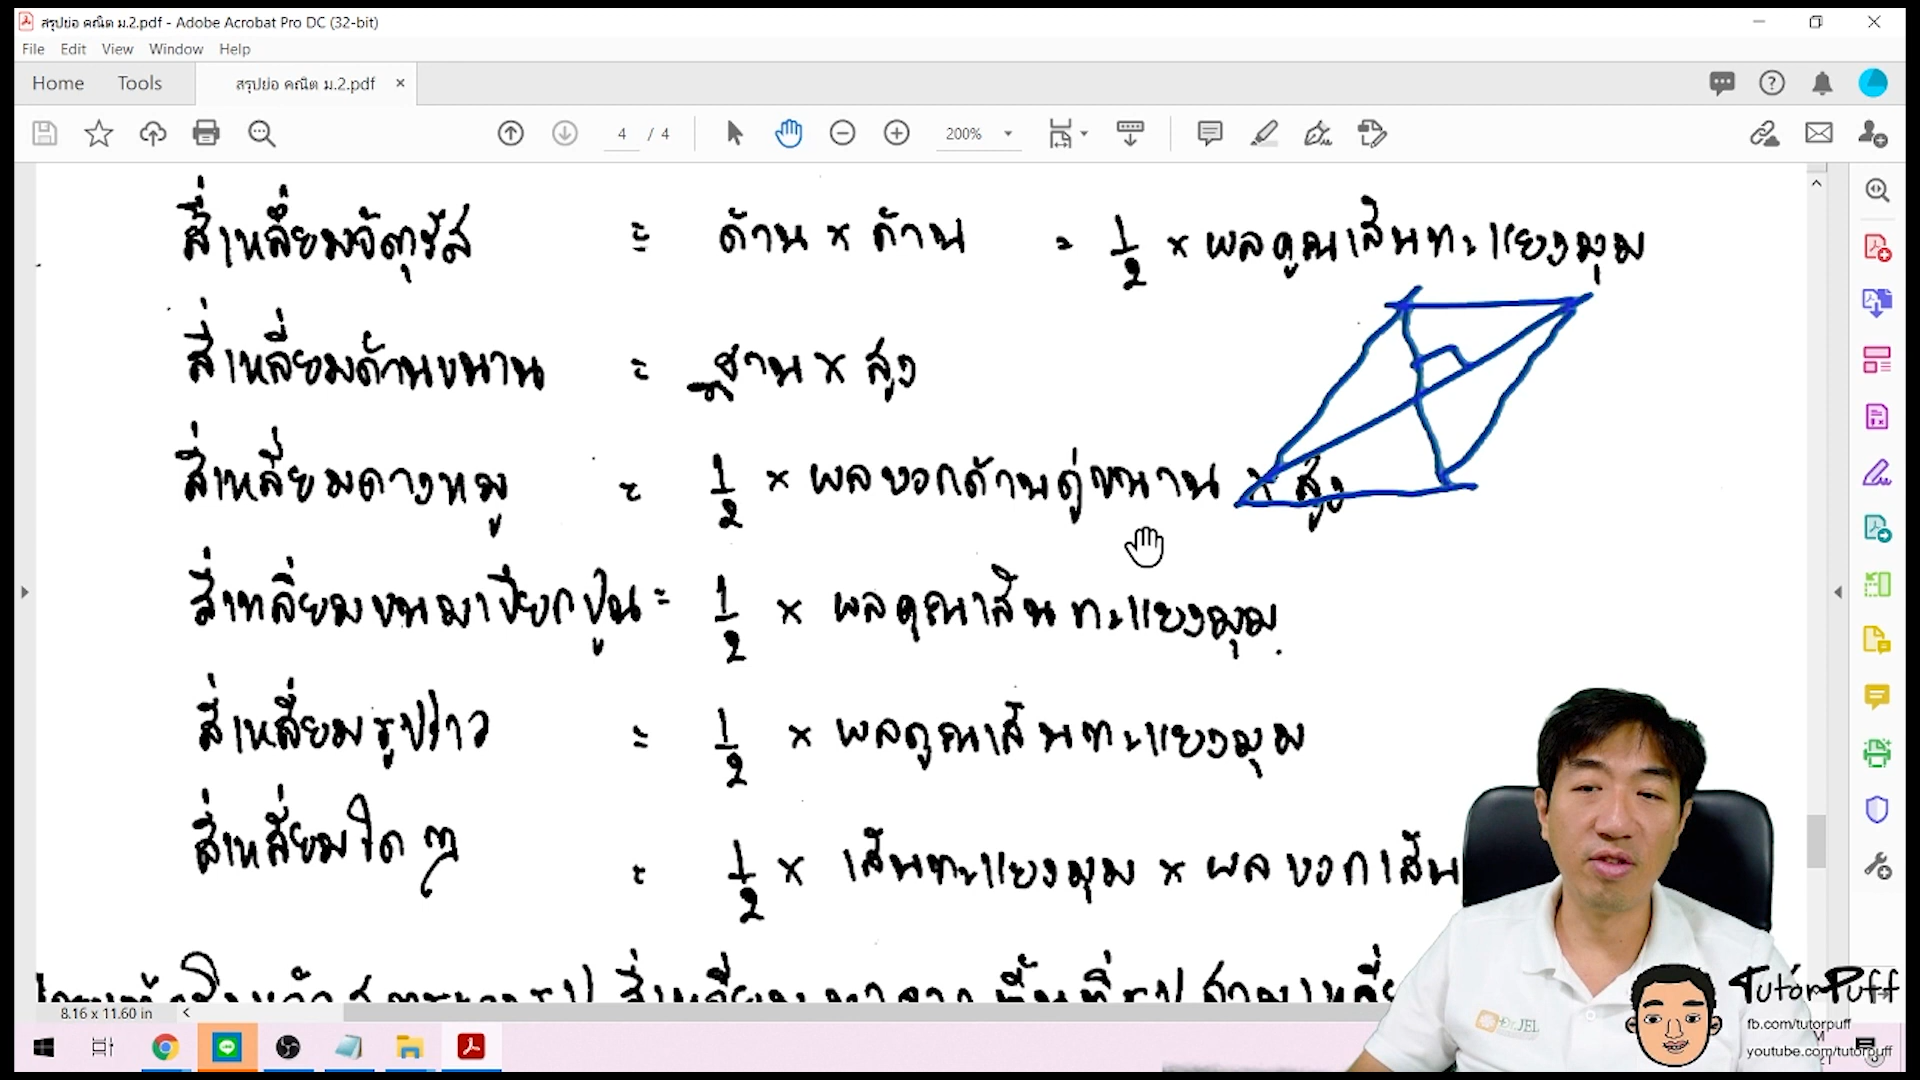 สรุปย่อ คณิต ม.2.pdf - Adobe Acrobat Pro DC (32-bit)
File Edit View Window Help
Home Tools สรุปย่อ คณิต ม.2.pdf ×
4 / 4 200%
สี่เหลี่ยมจัตุรัส = ด้าน × ด้าน = 1/2 × ผลคูณเส้นทะแยงมุม
สี่เหลี่ยมด้านขนาน = ฐาน × สูง
สี่เหลี่ยมคางหมู = 1/2 × ผลบวกด้านคู่ขนาน × สูง
สี่เหลี่ยมขนมเปียกปูน = 1/2 × ผลคูณเส้นทะแยงมุม
สี่เหลี่ยมรูปว่าว = 1/2 × ผลคูณเส้นทะแยงมุม
สี่เหลี่ยมใด ๆ = 1/2 × เส้นทะแยงมุม × ผลบวกเส้น
8.16 x 11.60 in
TutorPuff
fb.com/tutorpuff
youtube.com/tutorpuff